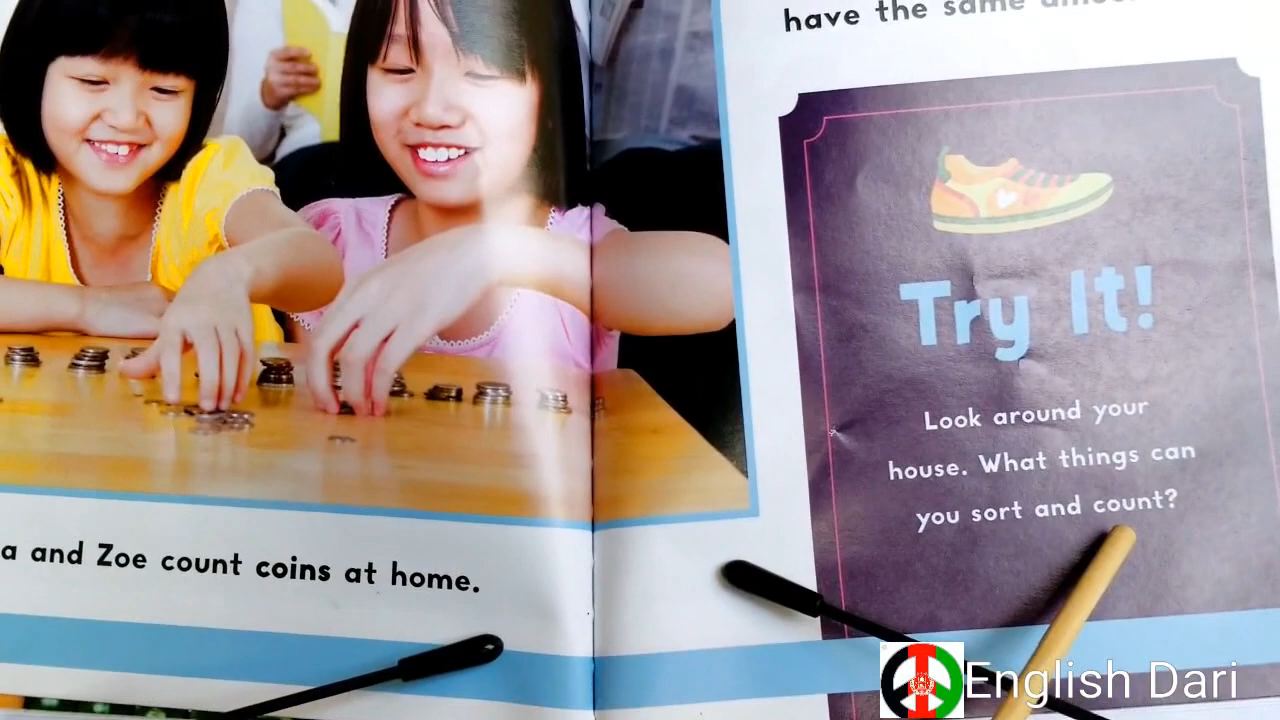 a and Zoe count coins at home.
have the same
Try It!
Look around your
house. What things can
you sort and count?
English Dari